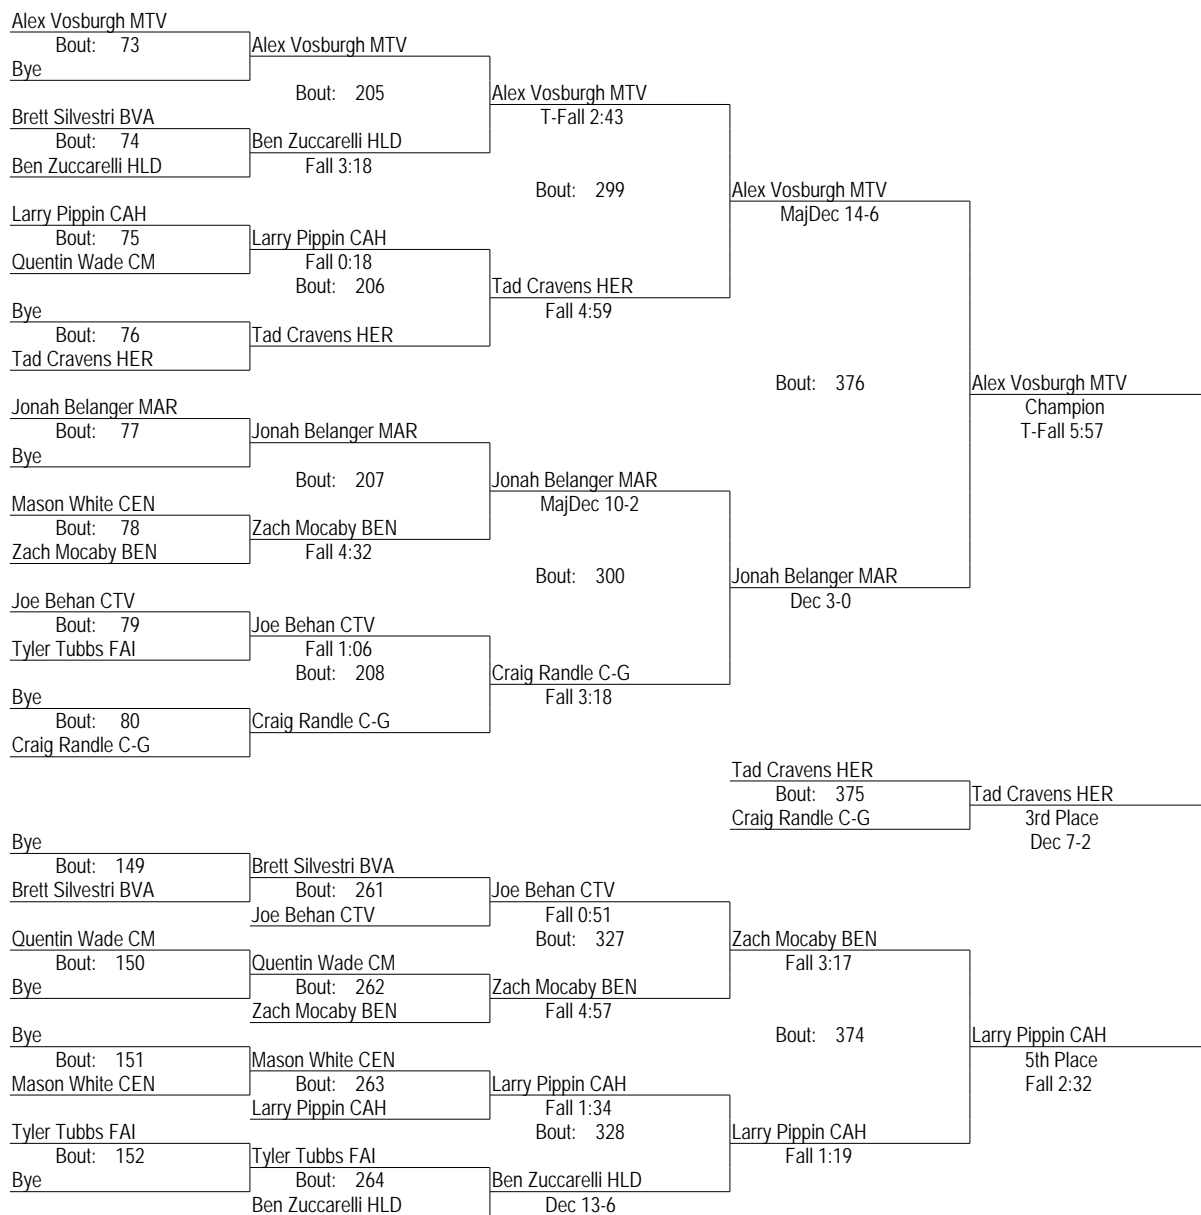 Alex Vosburgh MTV
Bout: 73
Bye
Alex Vosburgh MTV
Bout: 205
Alex Vosburgh MTV
T-Fall 2:43
Brett Silvestri BVA
Bout: 74
Ben Zuccarelli HLD
Ben Zuccarelli HLD
Fall 3:18
Bout: 299
Alex Vosburgh MTV
MajDec 14-6
Larry Pippin CAH
Bout: 75
Quentin Wade CM
Larry Pippin CAH
Fall 0:18
Bout: 206
Tad Cravens HER
Fall 4:59
Bye
Bout: 76
Tad Cravens HER
Tad Cravens HER
Bout: 376
Alex Vosburgh MTV
Champion
T-Fall 5:57
Jonah Belanger MAR
Bout: 77
Bye
Jonah Belanger MAR
Bout: 207
Jonah Belanger MAR
MajDec 10-2
Mason White CEN
Bout: 78
Zach Mocaby BEN
Zach Mocaby BEN
Fall 4:32
Bout: 300
Jonah Belanger MAR
Dec 3-0
Joe Behan CTV
Bout: 79
Tyler Tubbs FAI
Joe Behan CTV
Fall 1:06
Bout: 208
Craig Randle C-G
Fall 3:18
Bye
Bout: 80
Craig Randle C-G
Craig Randle C-G
Tad Cravens HER
Bout: 375
Craig Randle C-G
Tad Cravens HER
3rd Place
Dec 7-2
Bye
Bout: 149
Brett Silvestri BVA
Brett Silvestri BVA
Bout: 261
Joe Behan CTV
Joe Behan CTV
Fall 0:51
Bout: 327
Zach Mocaby BEN
Fall 3:17
Quentin Wade CM
Bout: 150
Bye
Quentin Wade CM
Bout: 262
Zach Mocaby BEN
Zach Mocaby BEN
Fall 4:57
Bout: 374
Larry Pippin CAH
5th Place
Fall 2:32
Bye
Bout: 151
Mason White CEN
Mason White CEN
Bout: 263
Larry Pippin CAH
Larry Pippin CAH
Fall 1:34
Bout: 328
Larry Pippin CAH
Fall 1:19
Tyler Tubbs FAI
Bout: 152
Bye
Tyler Tubbs FAI
Bout: 264
Ben Zuccarelli HLD
Ben Zuccarelli HLD
Dec 13-6